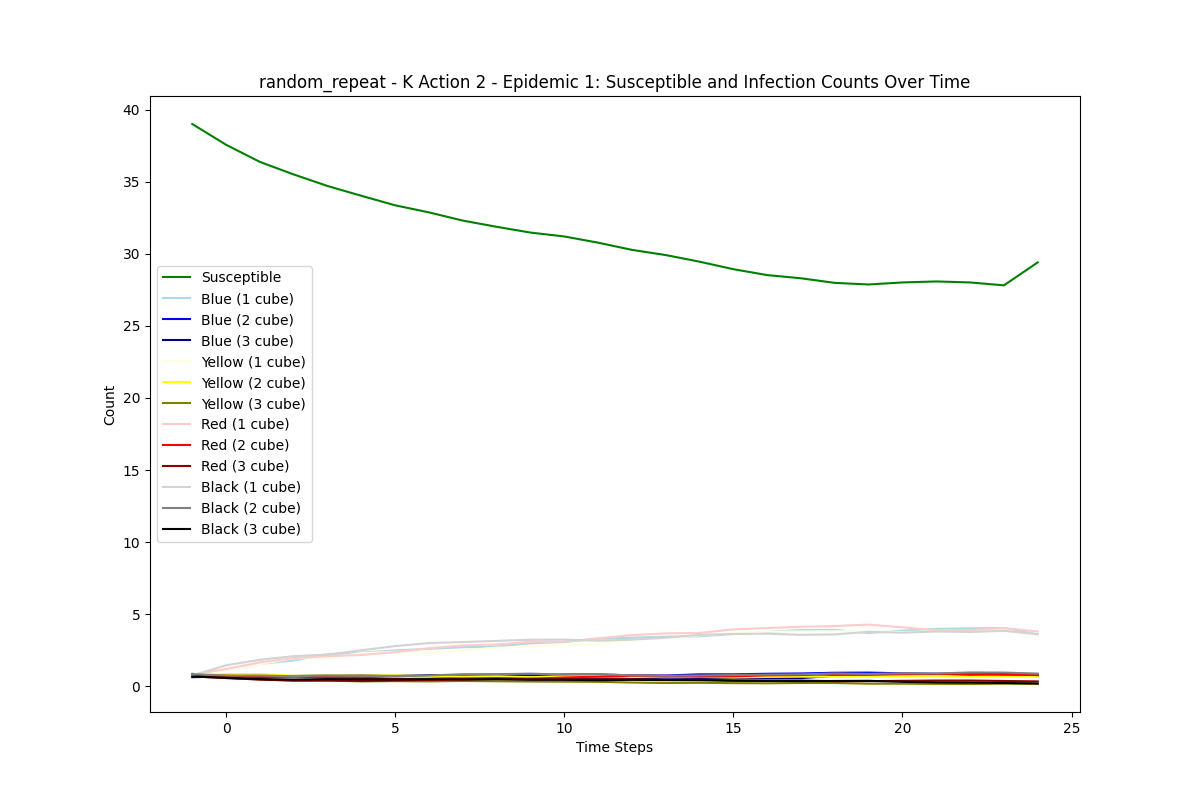 random_repeat - K Action 2 - Epidemic 1: Susceptible and Infection Counts Over Time
40
35
30
25
20
15
10
5
0
Count
Susceptible
Blue (1 cube)
Blue (2 cube)
Blue (3 cube)
Yellow (1 cube)
Yellow (2 cube)
Yellow (3 cube)
Red (1 cube)
Red (2 cube)
Red (3 cube)
Black (1 cube)
Black (2 cube)
Black (3 cube)
0 5 10 15 20 25
Time Steps